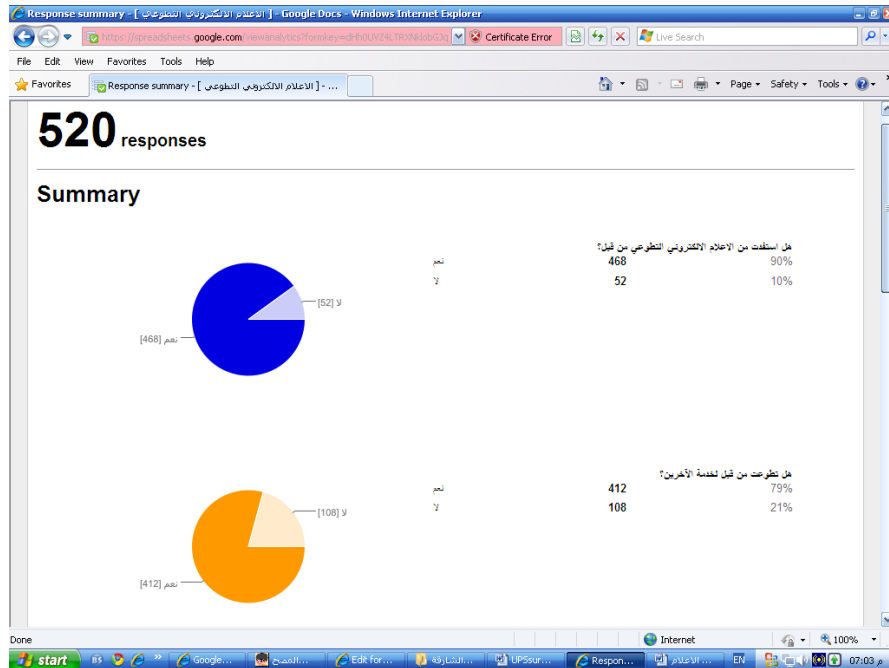 Response summary - [ الاعلام الالكتروني التطوعي ] - Google Docs - Windows Internet Explorer
https://spreadsheets.google.com/viewanalytics?formkey= Certificate Error Live Search
File Edit View Favorites Tools Help
Favorites Response summary - [ الاعلام الالكتروني التطوعي ] - ... Page Safety Tools
520 responses
Summary
هل استفدت من الاعلام الالكتروني التطوعي من قبل؟
نعم 468 90%
لا 52 10%
لا [52]
نعم [468]
هل تطوعت من قبل لخدمة الآخرين؟
نعم 412 79%
لا 108 21%
لا [108]
نعم [412]
Done Internet 100%
start Google... المصح... Edit for... الشارقة... UPSsur... Respon... الاعلام ... EN 07:03 م